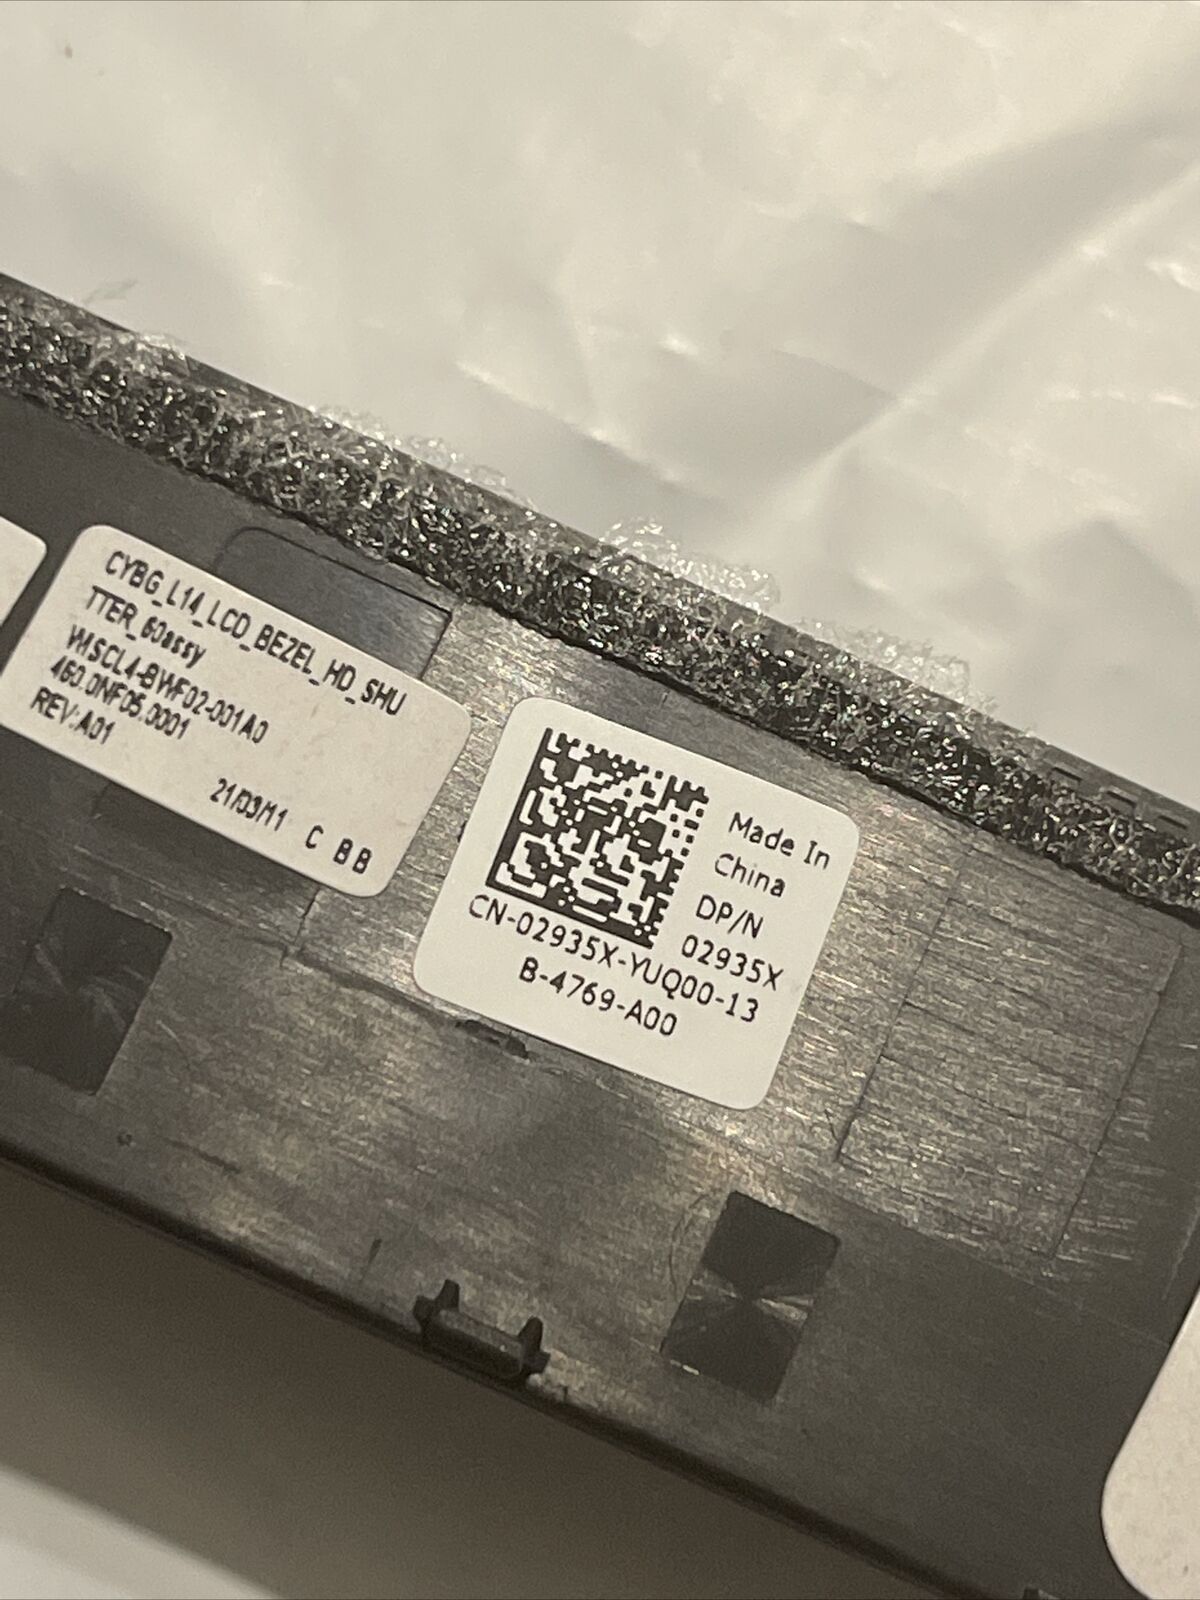 CYBG_L14_LCD_BEZEL_HD_SHU
TTER_60assy
WISCL4-BWF02-001A0
460.0NF05.0001
REV:A01
21/03/11 C BB
Made In
China
DP/N
02935X
CN-02935X-YUQ00-13
B-4769-A00